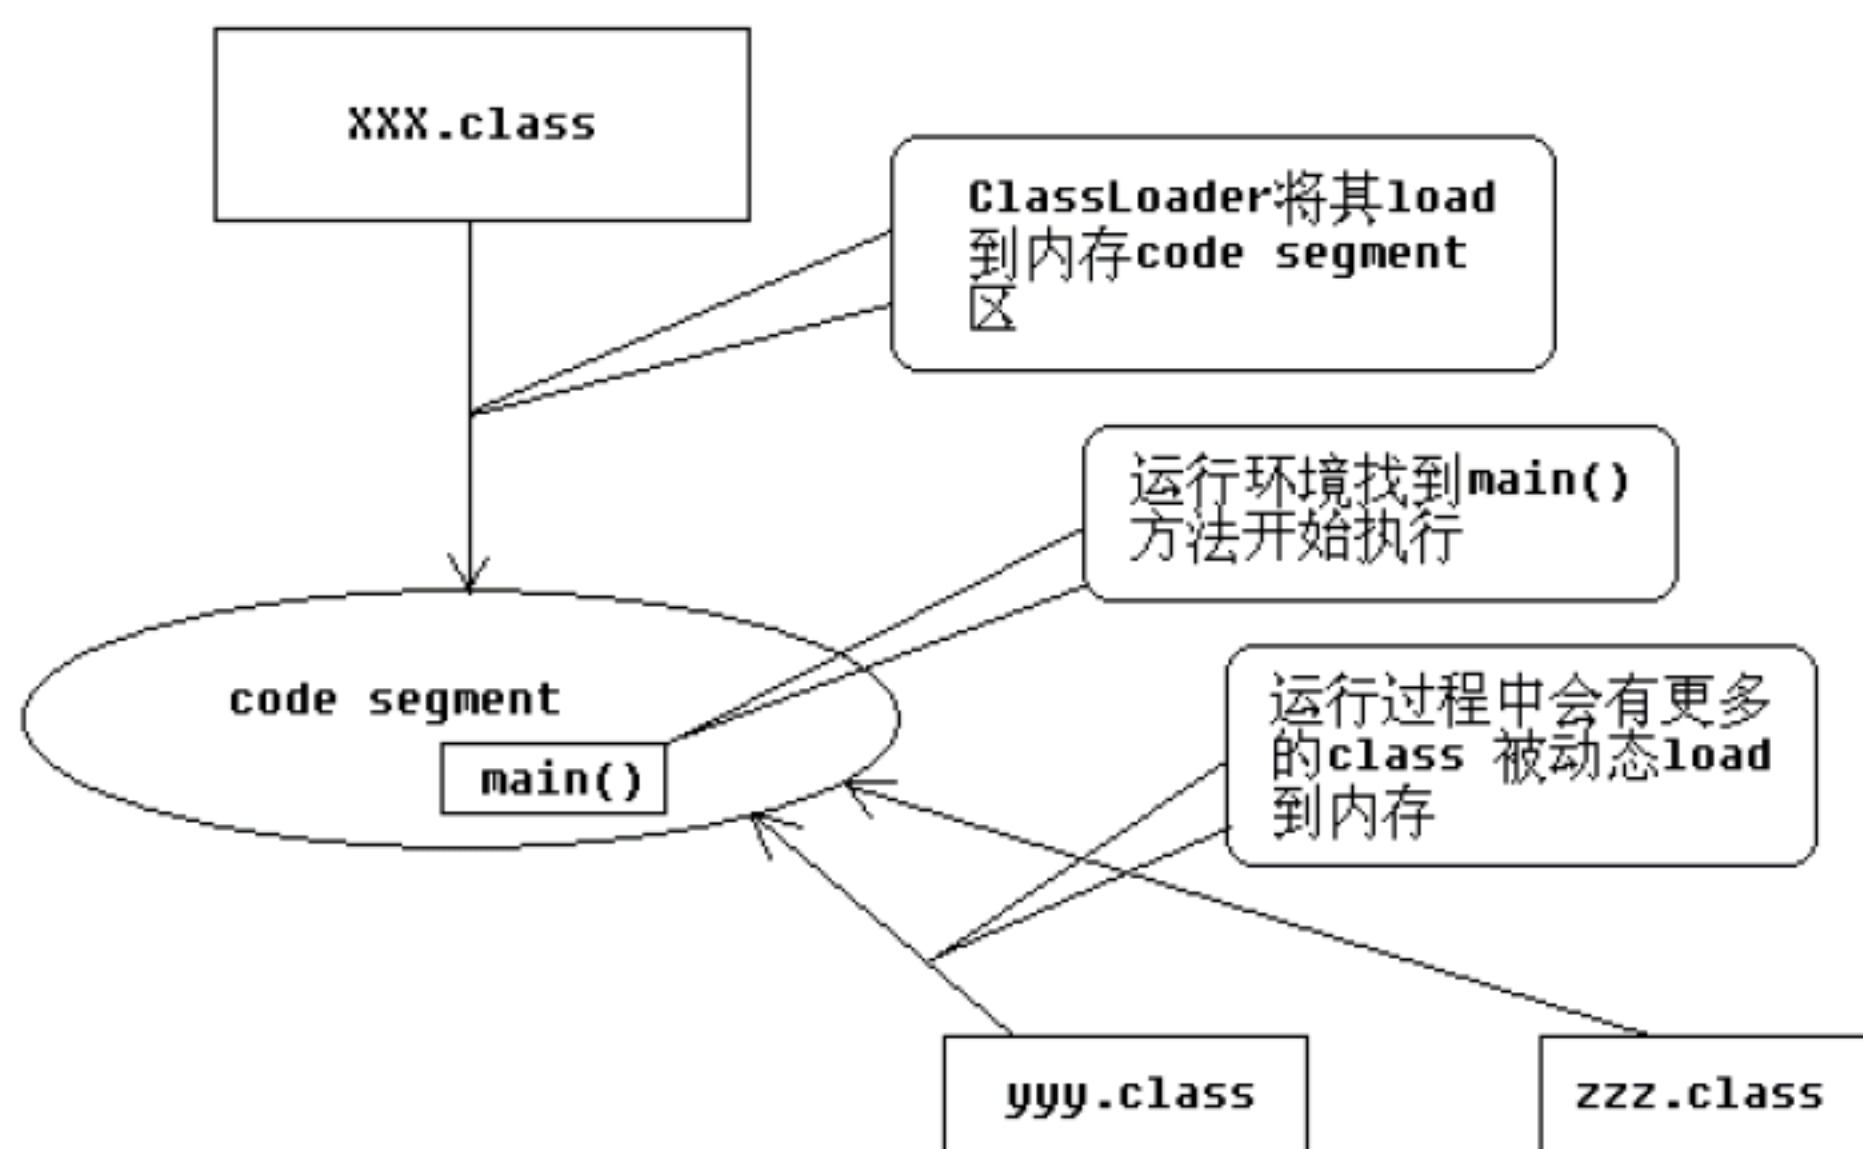 XXX.class
ClassLoader将其load
到内存code segment
区
运行环境找到main()
方法开始执行
code segment
main()
运行过程中会有更多
的class 被动态load
到内存
yyy.class
zzz.class